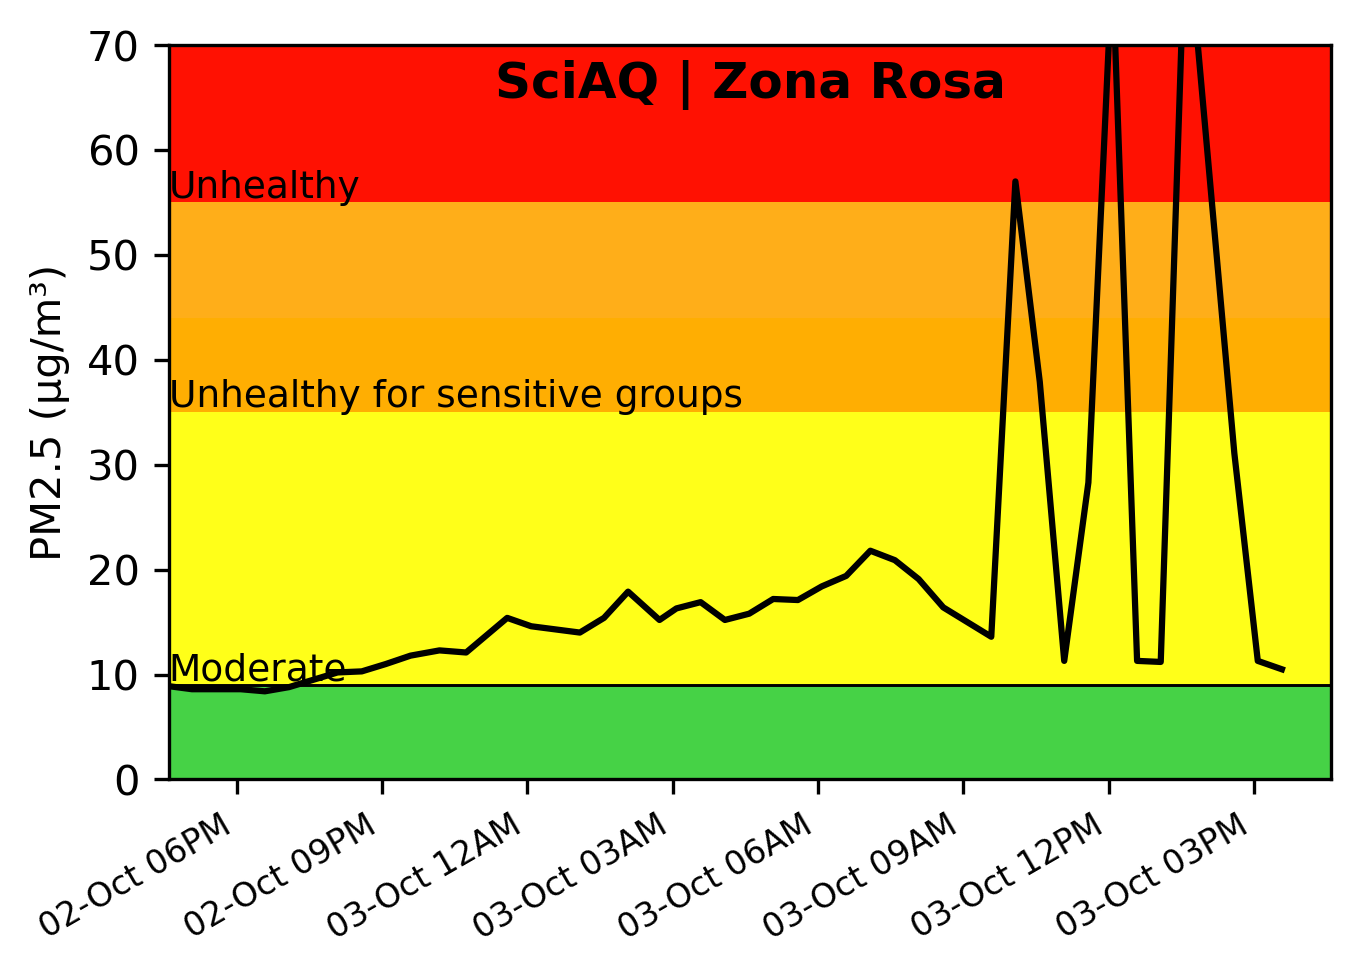 SciAQ | Zona Rosa
PM2.5 (µg/m³)
70
60
50
40
30
20
10
0
Unhealthy
Unhealthy for sensitive groups
Moderate
02-Oct 06PM
02-Oct 09PM
03-Oct 12AM
03-Oct 03AM
03-Oct 06AM
03-Oct 09AM
03-Oct 12PM
03-Oct 03PM